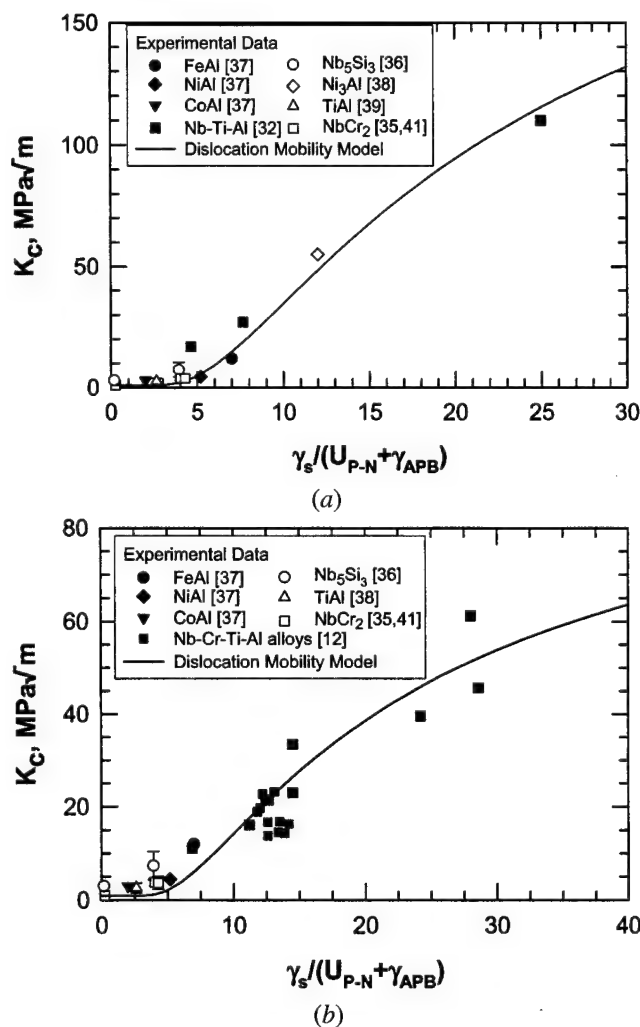 (a)
150
100
50
0
K_C, MPa√m
Experimental Data
FeAl [37]
Nb₅Si₃ [36]
NiAl [37]
Ni₃Al [38]
CoAl [37]
TiAl [39]
Nb-Ti-Al [32]
NbCr₂ [35,41]
Dislocation Mobility Model
0 5 10 15 20 25 30
γ_s/(U_P-N+γ_APB)
(a)
80
60
40
20
0
K_C, MPa√m
Experimental Data
FeAl [37]
Nb₅Si₃ [36]
NiAl [37]
TiAl [38]
CoAl [37]
NbCr₂ [35,41]
Nb-Cr-Ti-Al alloys [12]
Dislocation Mobility Model
0 10 20 30 40
γ_s/(U_P-N+γ_APB)
(b)